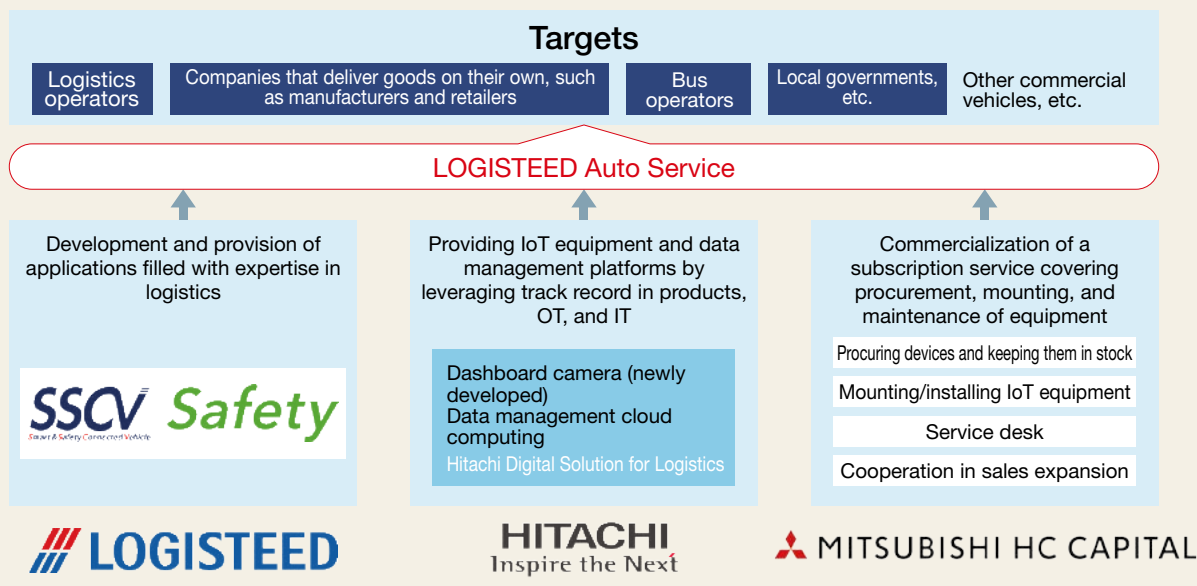 Targets
Logistics
operators
Companies that deliver goods on their own, such
as manufacturers and retailers
Bus
operators
Local governments,
etc.
Other commercial
vehicles, etc.
LOGISTEED Auto Service
Development and provision of
applications filled with expertise in
logistics
SSCV Safety
Smart & Safety Connected Vehicle
LOGISTEED
Providing IoT equipment and data
management platforms by
leveraging track record in products,
OT, and IT
Dashboard camera (newly
developed)
Data management cloud
computing
Hitachi Digital Solution for Logistics
HITACHI
Inspire the Next
Commercialization of a
subscription service covering
procurement, mounting, and
maintenance of equipment
Procuring devices and keeping them in stock
Mounting/installing IoT equipment
Service desk
Cooperation in sales expansion
MITSUBISHI HC CAPITAL